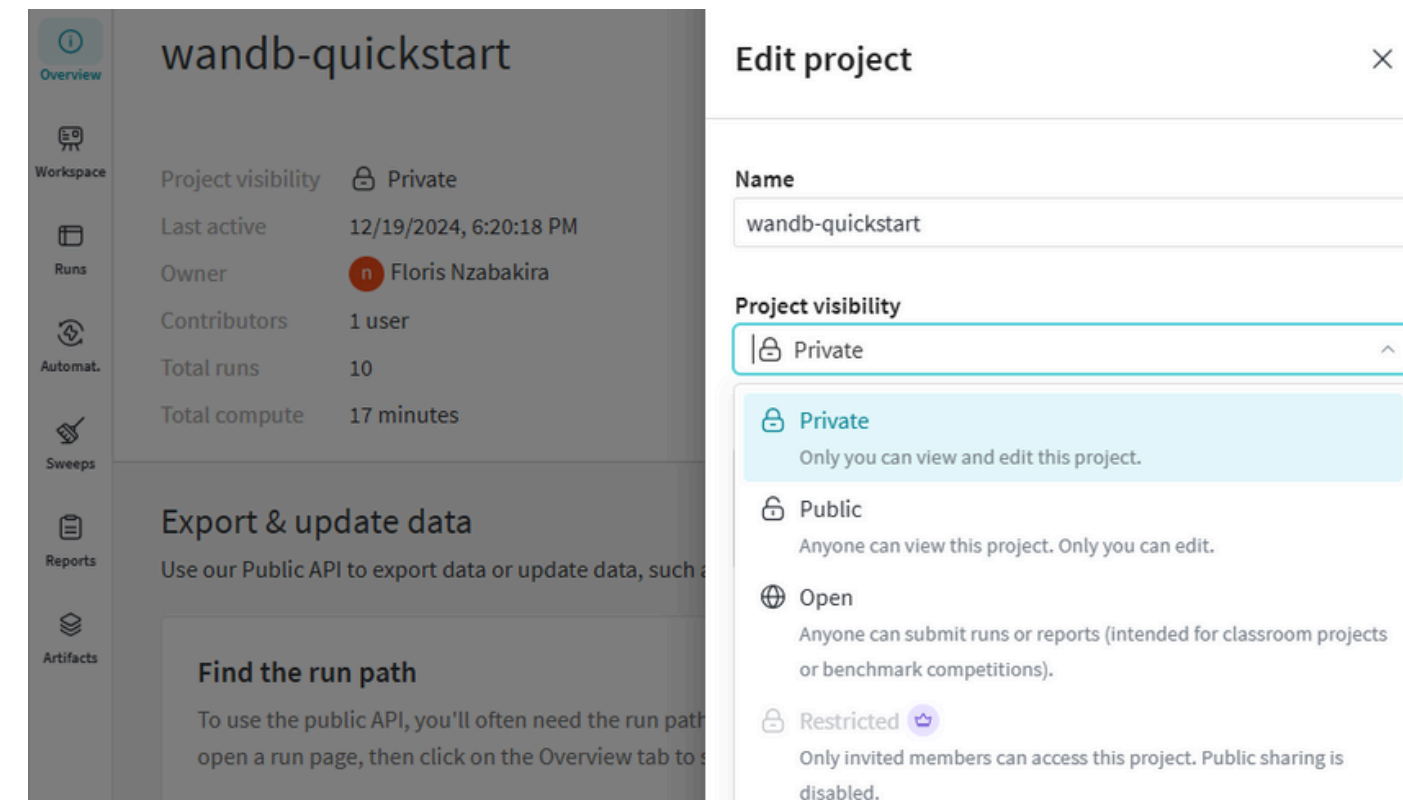 Overview
Workspace
Runs
Automat.
Sweeps
Reports
Artifacts
wandb-quickstart
Project visibility Private
Last active 12/19/2024, 6:20:18 PM
Owner n Floris Nzabakira
Contributors 1 user
Total runs 10
Total compute 17 minutes
Export & update data
Use our Public API to export data or update data, such
Find the run path
To use the public API, you'll often need the run path
open a run page, then click on the Overview tab to
Edit project
Name
wandb-quickstart
Project visibility
Private
Private
Only you can view and edit this project.
Public
Anyone can view this project. Only you can edit.
Open
Anyone can submit runs or reports (intended for classroom projects
or benchmark competitions).
Restricted
Only invited members can access this project. Public sharing is
disabled.